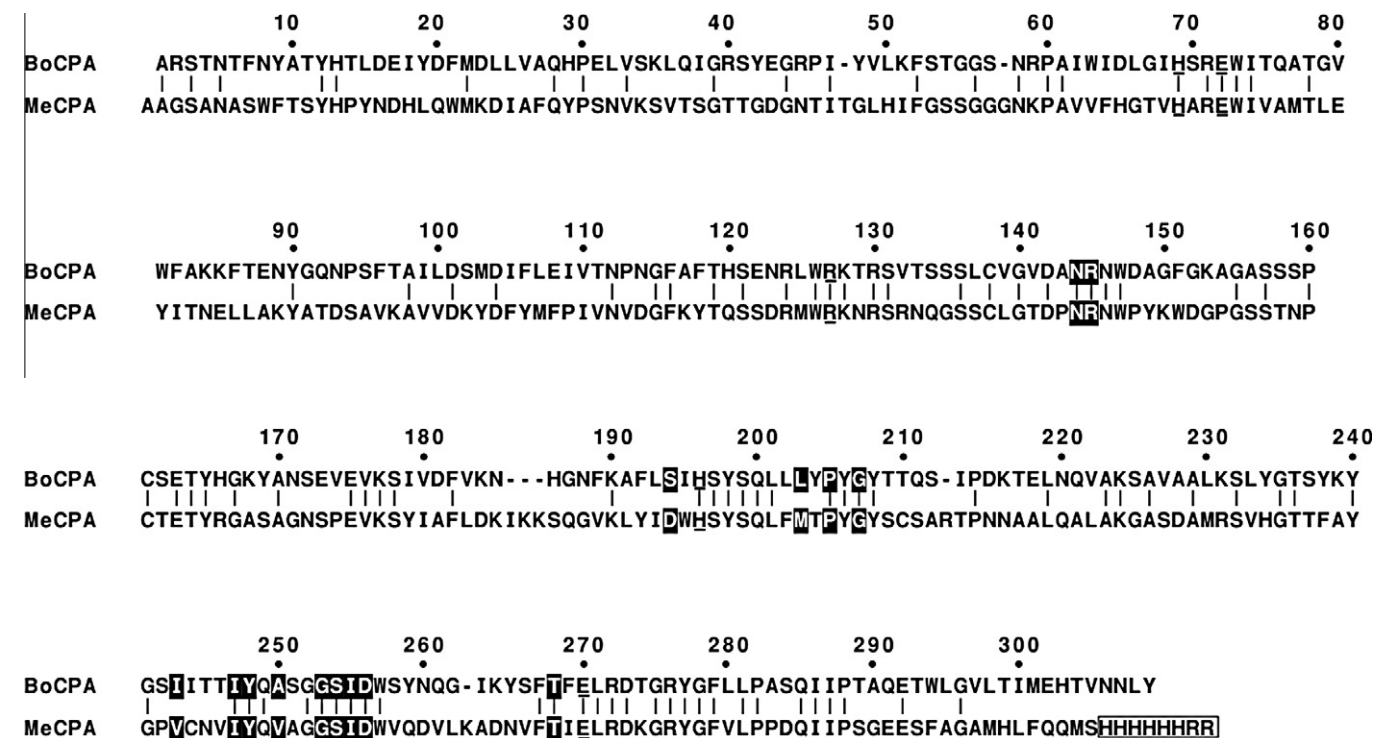 10 20 30 40 50 60 70 80
BoCPA ARSTNTFNYATYHTLDEIYDFMDLLVAQHPELVSKLQIGRSYEGRPI-YVLKFSTGGS-NRPAIWIDLGIHSREWITQATGV
MeCPA AAGSANASWFTSYHPYNDHLQWMKDIAFQYPSNVKSVTSGTTGDGNTITGLHIFGSSGGGNKPAVVFHGTVHAREWIVAMTLE
90 100 110 120 130 140 150 160
BoCPA WFAKKFTENYGQNPSFTAILDSMDIFLEIVTNPNGFAFTHSENRLWRKTRSVTSSSLCVGVDANRNWDAGFGKAGASSSP
MeCPA YITNELLAKYATDSAVKAVVDKYDFYMFPIVNVDGFKYTQSSDRMWRKNRSRNQGSSCLGTDPNRNWPYKWDGPGSSTNP
170 180 190 200 210 220 230 240
BoCPA CSETYHGKYANSEVEVKSIVDFVKN---HGNFKAFLSIHSYSQLLLYPYGYTTQS-IPDKTELNQVAKSAVAALKSLYGTSYKY
MeCPA CTETYRGASAGNSPEVKSYIAFLDKIKKSQGVKLYIDWHSYSQLFMTPYGYSCSARTPNNAALQALAKGASDAMRSVHGTTFAY
250 260 270 280 290 300
BoCPA GSIITTIYQASGGSIDWSYNQG-IKYSFTFELRDTGRYGFLLPASQIIPTAQETWLGVLTIMEHTVNNLY
MeCPA GPVCNVIYQVAGGSIDWVQDVLKADNVFTIELRDKGRYGFVLPPDQIIPSGEESFAGAMHLFQQMSHHHHHHRR